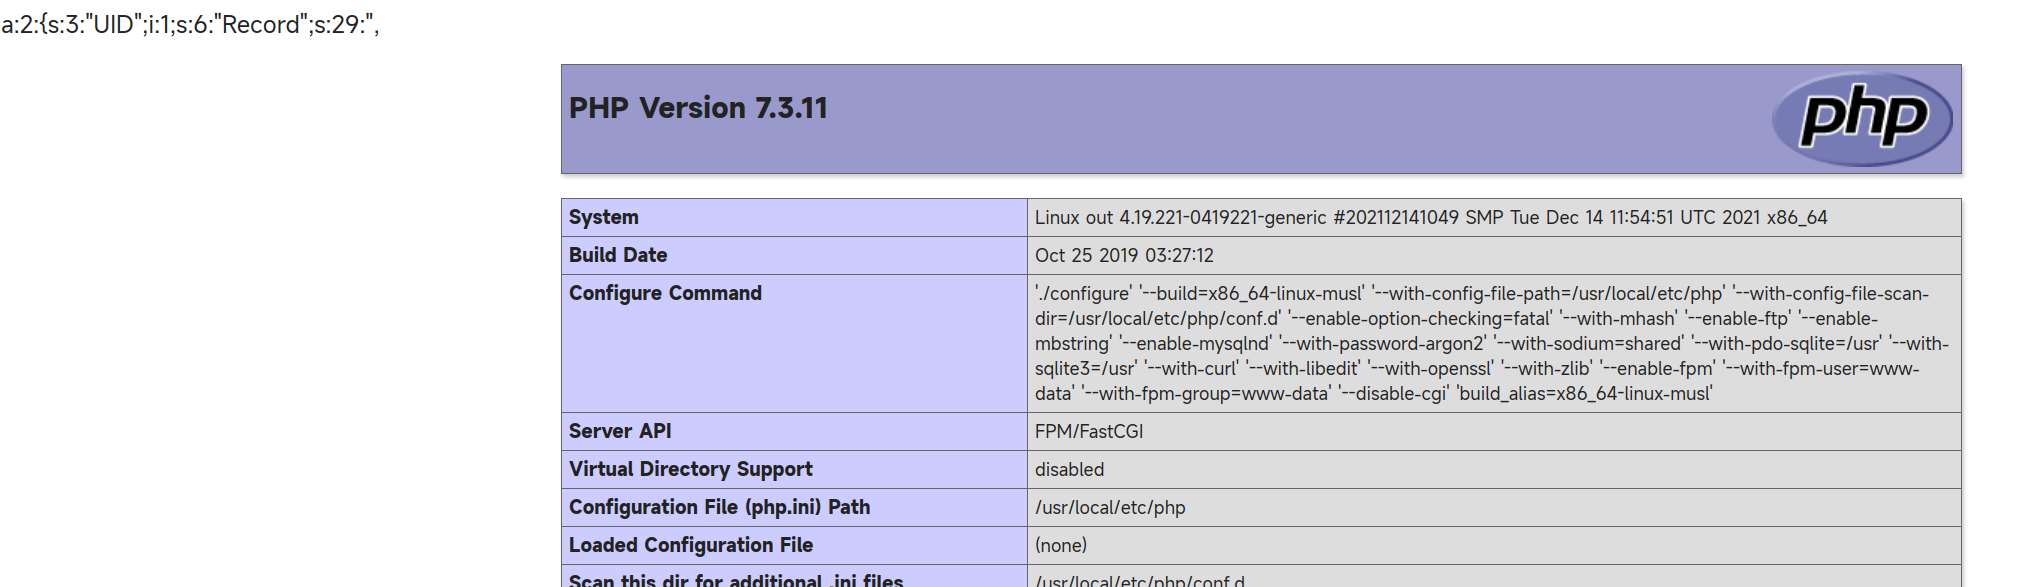 a:2:{s:3:"UID";i:1;s:6:"Record";s:29:",
PHP Version 7.3.11
php
System
Linux out 4.19.221-0419221-generic #202112141049 SMP Tue Dec 14 11:54:51 UTC 2021 x86_64
Build Date
Oct 25 2019 03:27:12
Configure Command
'./configure' '--build=x86_64-linux-musl' '--with-config-file-path=/usr/local/etc/php' '--with-config-file-scan-
dir=/usr/local/etc/php/conf.d' '--enable-option-checking=fatal' '--with-mhash' '--enable-ftp' '--enable-
mbstring' '--enable-mysqlnd' '--with-password-argon2' '--with-sodium=shared' '--with-pdo-sqlite=/usr' '--with-
sqlite3=/usr' '--with-curl' '--with-libedit' '--with-openssl' '--with-zlib' '--enable-fpm' '--with-fpm-user=www-
data' '--with-fpm-group=www-data' '--disable-cgi' 'build_alias=x86_64-linux-musl'
Server API
FPM/FastCGI
Virtual Directory Support
disabled
Configuration File (php.ini) Path
/usr/local/etc/php
Loaded Configuration File
(none)
Scan this dir for additional .ini files
/usr/local/etc/php/conf.d